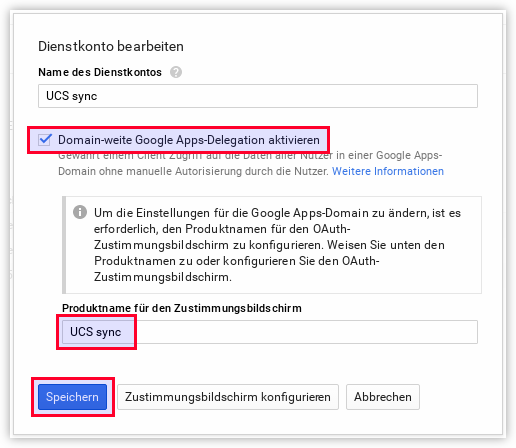 Dienstkonto bearbeiten
Name des Dienstkontos
UCS sync
Domain-weite Google Apps-Delegation aktivieren
Gewährt einem Client Zugriff auf die Daten aller Nutzer in einer Google Apps-
Domain ohne manuelle Autorisierung durch die Nutzer. Weitere Informationen
Um die Einstellungen für die Google Apps-Domain zu ändern, ist es
erforderlich, den Produktnamen für den OAuth-
Zustimmungsbildschirm zu konfigurieren. Weisen Sie unten den
Produktnamen zu oder konfigurieren Sie den OAuth-
Zustimmungsbildschirm.
Produktname für den Zustimmungsbildschirm
UCS sync
Speichern Zustimmungsbildschirm konfigurieren Abbrechen